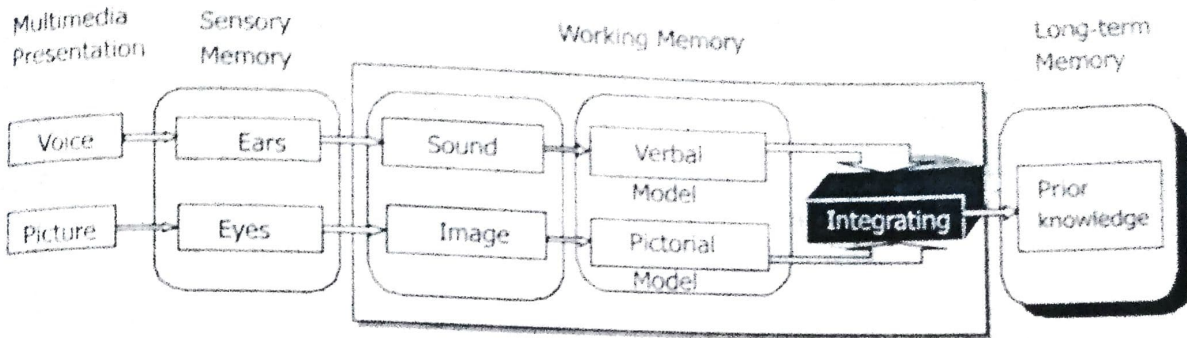 Multimedia
Presentation
Sensory
Memory
Working Memory
Long-term
Memory
Voice
Ears
Sound
Verbal
Model
Picture
Eyes
Image
Pictorial
Model
Integrating
Prior
knowledge